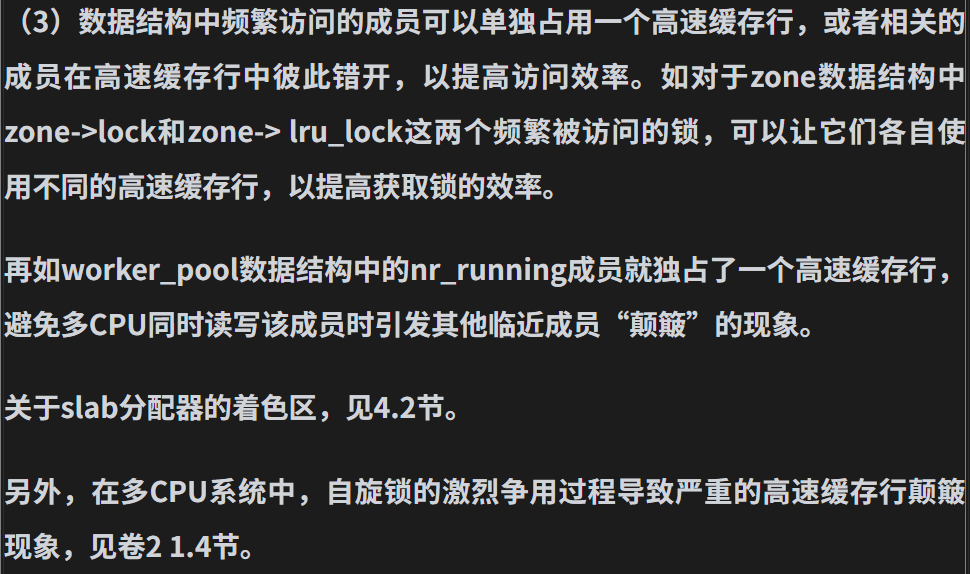 （3）数据结构中频繁访问的成员可以单独占用一个高速缓存行，或者相关的
成员在高速缓存行中彼此错开，以提高访问效率。如对于zone数据结构中
zone->lock和zone-> lru_lock这两个频繁被访问的锁，可以让它们各自使
用不同的高速缓存行，以提高获取锁的效率。
再如worker_pool数据结构中的nr_running成员就独占了一个高速缓存行，
避免多CPU同时读写该成员时引发其他临近成员“颠簸”的现象。
关于slab分配器的着色区，见4.2节。
另外，在多CPU系统中，自旋锁的激烈争用过程导致严重的高速缓存行颠簸
现象，见卷2 1.4节。